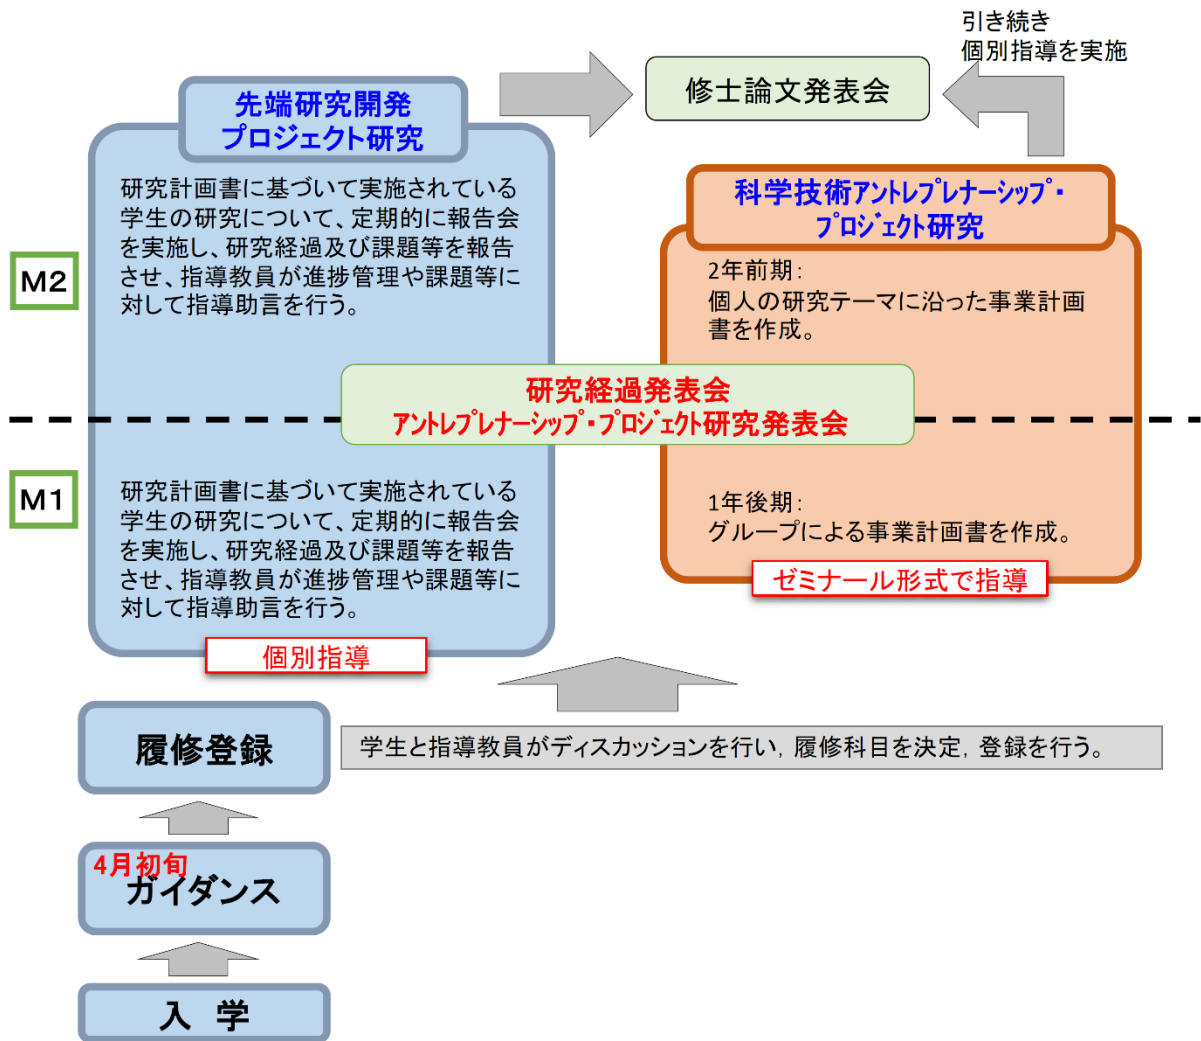 引き続き
個別指導を実施
修士論文発表会
先端研究開発
プロジェクト研究
研究計画書に基づいて実施されている
学生の研究について、定期的に報告会
を実施し、研究経過及び課題等を報告
させ、指導教員が進捗管理や課題等に
対して指導助言を行う。
科学技術アントレプレナーシップ・
プロジェクト研究
2年前期：
個人の研究テーマに沿った事業計画
書を作成。
M2
研究経過発表会
アントレプレナーシップ・プロジェクト研究発表会
M1
研究計画書に基づいて実施されている
学生の研究について、定期的に報告会
を実施し、研究経過及び課題等を報告
させ、指導教員が進捗管理や課題等に
対して指導助言を行う。
個別指導
1年後期：
グループによる事業計画書を作成。
ゼミナール形式で指導
履修登録
学生と指導教員がディスカッションを行い，履修科目を決定，登録を行う。
4月初旬
ガイダンス
入　学